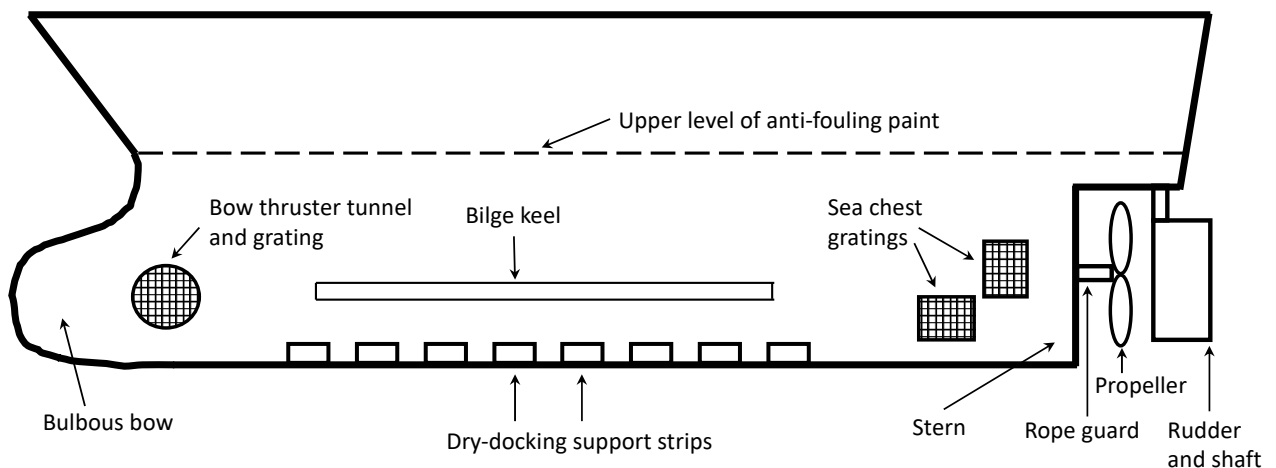 Upper level of anti-fouling paint
Bow thruster tunnel
and grating
Bilge keel
Sea chest
gratings
Bulbous bow
Dry-docking support strips
Stern
Rope guard
Propeller
Rudder
and shaft